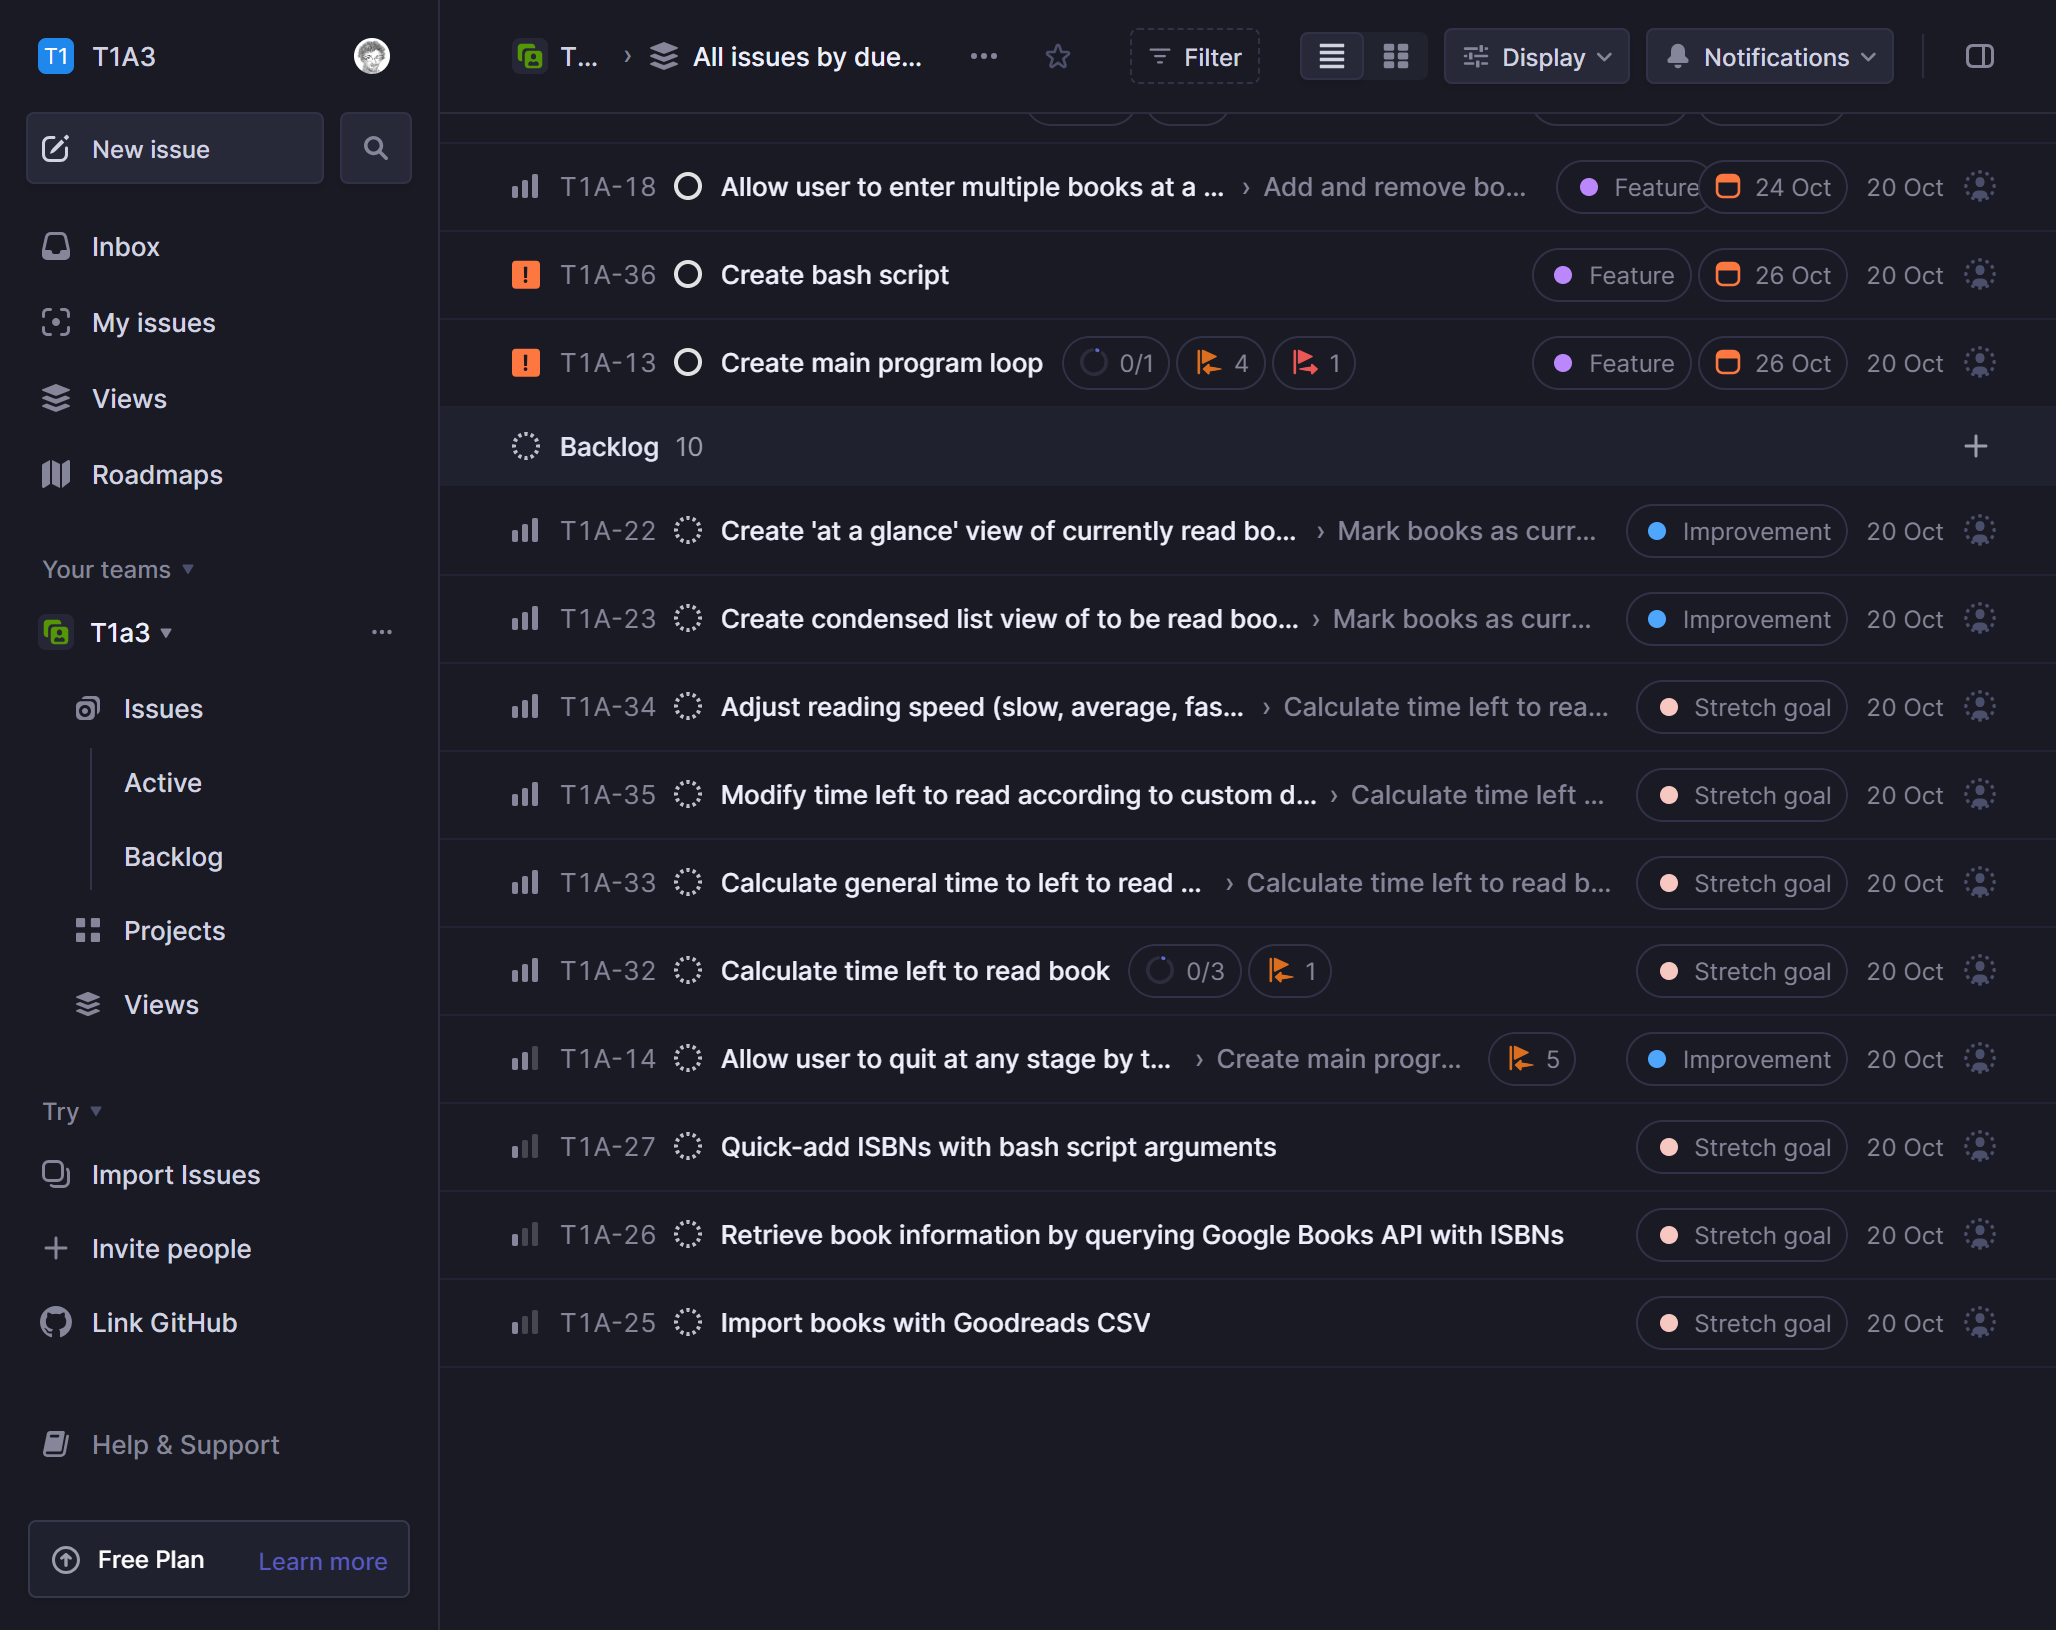 T1 T1A3
New issue
Inbox
My issues
Views
Roadmaps
Your teams
T1a3
Issues
Active
Backlog
Projects
Views
Try
Import Issues
Invite people
Link GitHub
Help & Support
Free Plan Learn more
T... › All issues by due... Filter Display Notifications
T1A-18 Allow user to enter multiple books at a ... › Add and remove bo... Feature 24 Oct 20 Oct
T1A-36 Create bash script Feature 26 Oct 20 Oct
T1A-13 Create main program loop 0/1 4 1 Feature 26 Oct 20 Oct
Backlog 10
T1A-22 Create 'at a glance' view of currently read bo... › Mark books as curr... Improvement 20 Oct
T1A-23 Create condensed list view of to be read boo... › Mark books as curr... Improvement 20 Oct
T1A-34 Adjust reading speed (slow, average, fas... › Calculate time left to rea... Stretch goal 20 Oct
T1A-35 Modify time left to read according to custom d... › Calculate time left ... Stretch goal 20 Oct
T1A-33 Calculate general time to left to read ... › Calculate time left to read b... Stretch goal 20 Oct
T1A-32 Calculate time left to read book 0/3 1 Stretch goal 20 Oct
T1A-14 Allow user to quit at any stage by t... › Create main progr... 5 Improvement 20 Oct
T1A-27 Quick-add ISBNs with bash script arguments Stretch goal 20 Oct
T1A-26 Retrieve book information by querying Google Books API with ISBNs Stretch goal 20 Oct
T1A-25 Import books with Goodreads CSV Stretch goal 20 Oct